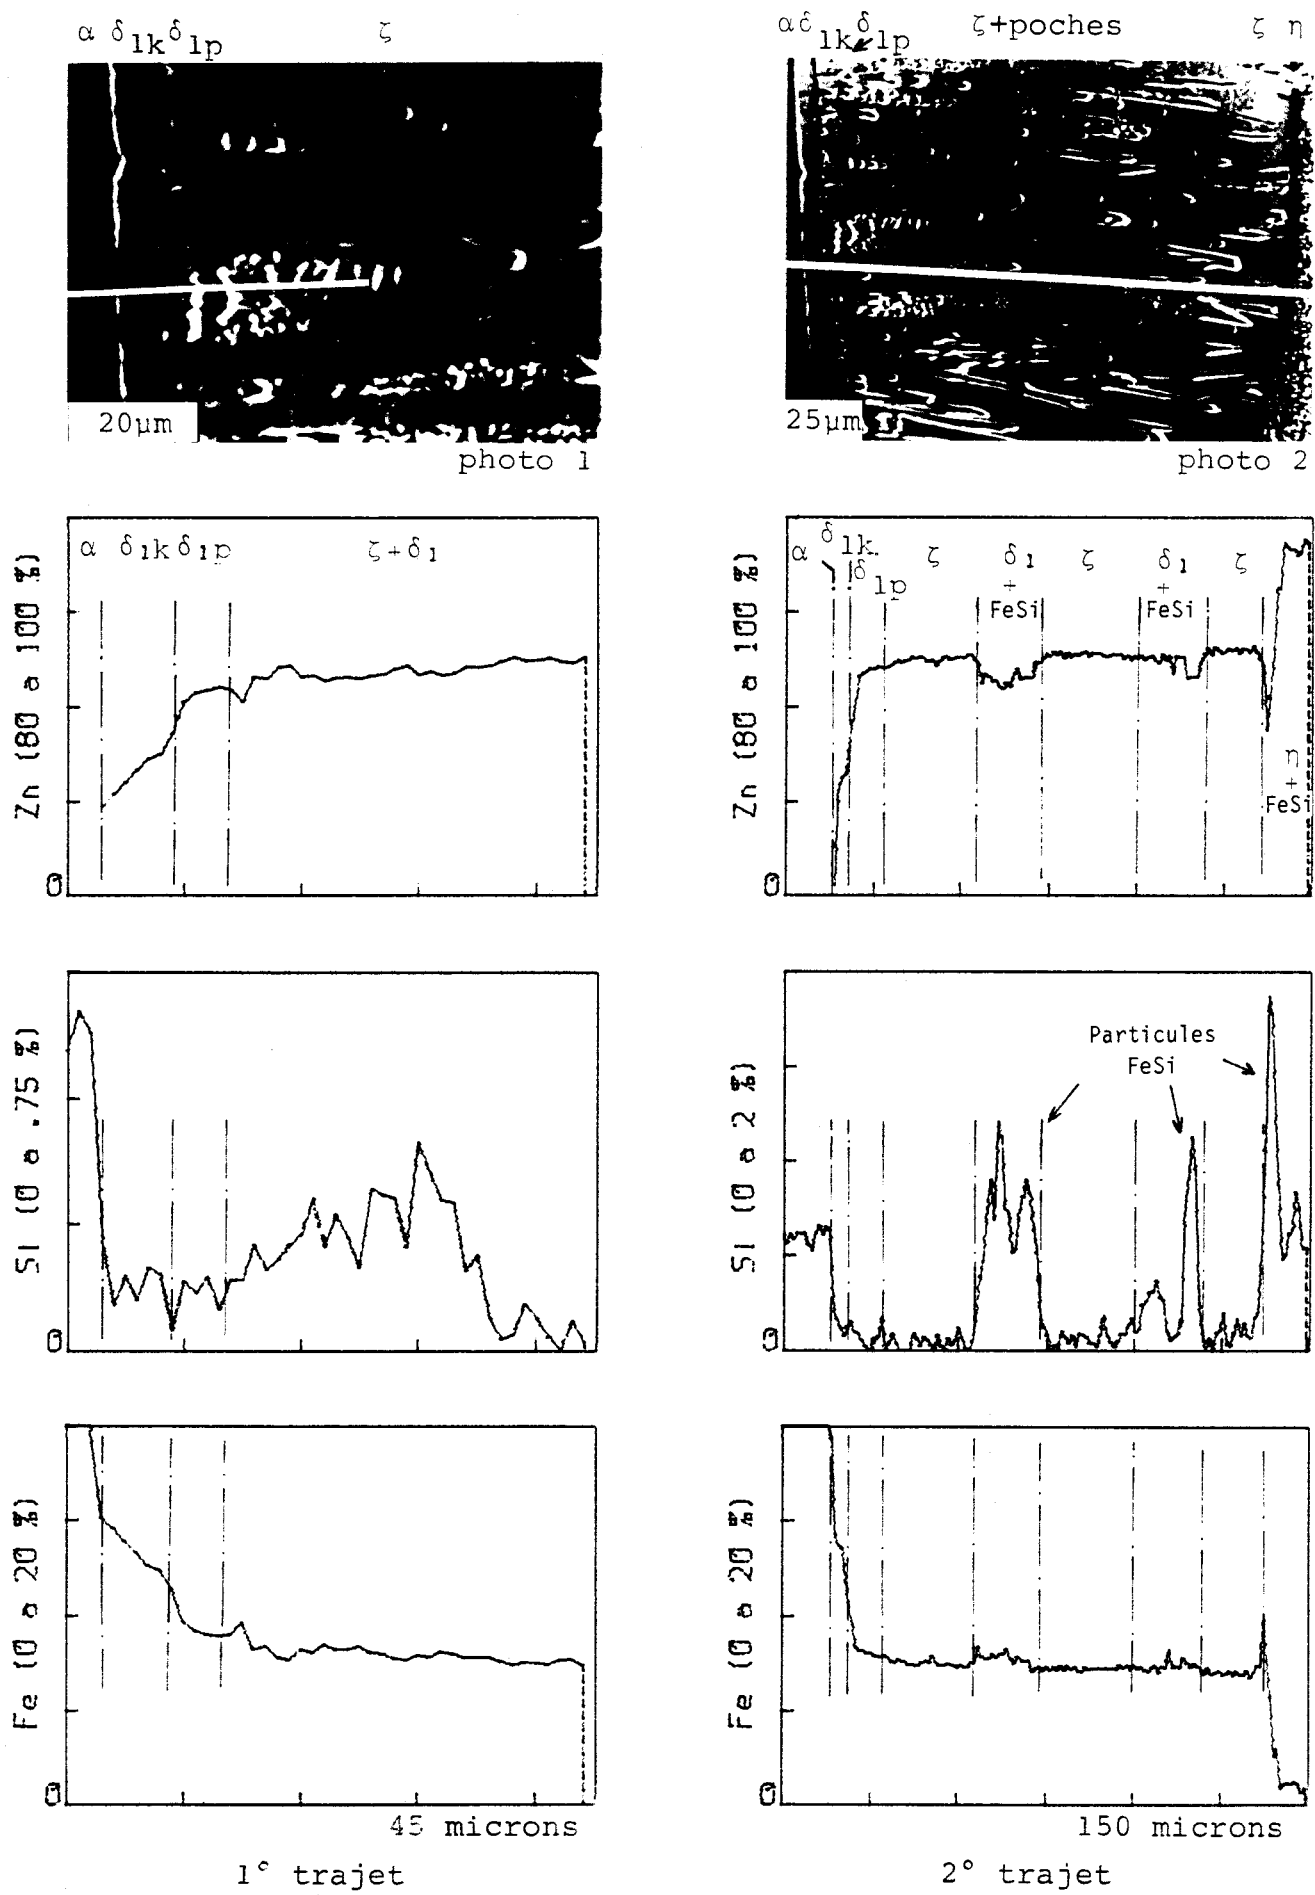 α δ1k δ1p ζ
20µm
photo 1
α δ1k δ1p ζ+poches ζ η
25µm
photo 2
Zn (80 a 100 %)
0
α δ1k δ1p ζ+δ1
Zn (80 a 100 %)
0
α δ1k δ1p ζ δ1 + FeSi ζ δ1 + FeSi ζ
η + FeSi
Si (0 a .75 %)
0
Si (0 a 2 %)
0
Particules
FeSi
Fe (0 a 20 %)
0
45 microns
1° trajet
Fe (0 a 20 %)
0
150 microns
2° trajet